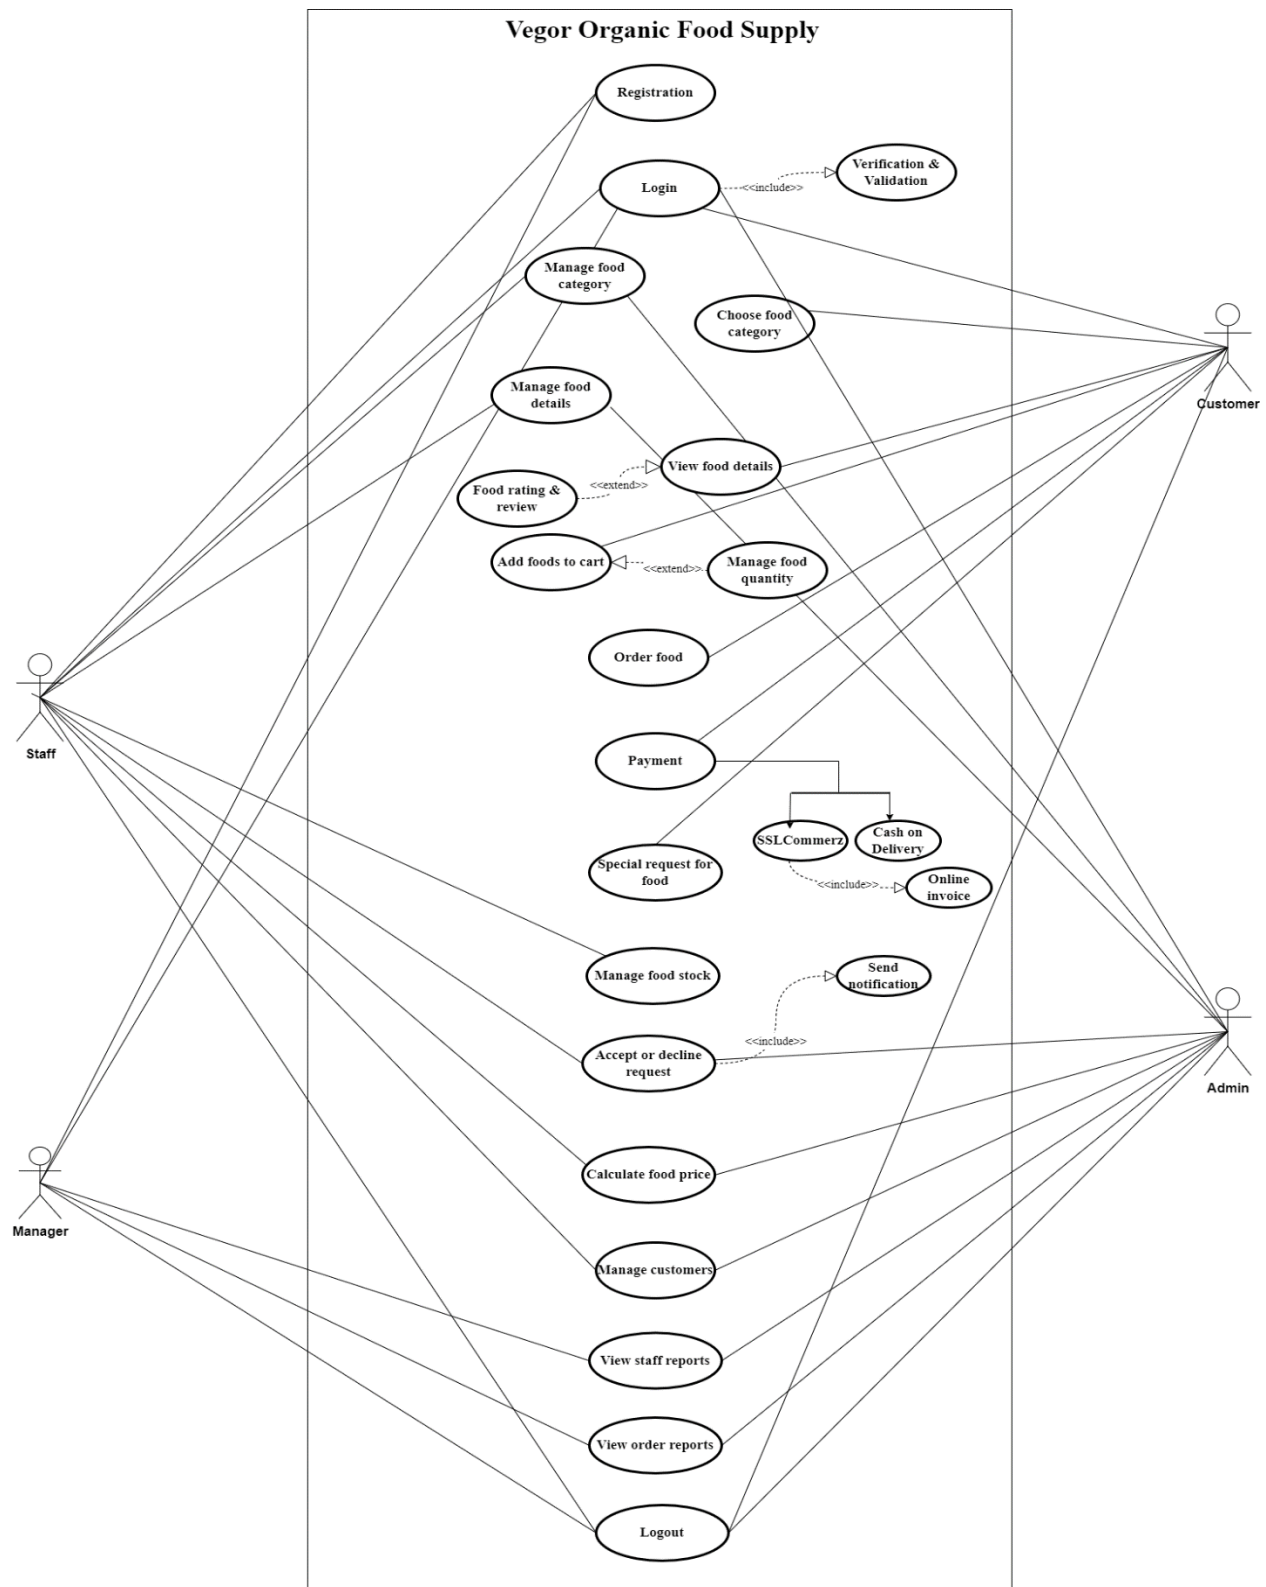 Vegor Organic Food Supply
Registration
Verification &
Validation
Login
<<include>>
Manage food
category
Choose food
category
Customer
Manage food
details
View food details
<<extend>>
Food rating &
review
Add foods to cart
<<extend>>
Manage food
quantity
Order food
Staff
Payment
SSLCommerz
Cash on
Delivery
Special request for
food
<<include>>
Online
invoice
Manage food stock
Send
notification
<<include>>
Accept or decline
request
Admin
Calculate food price
Manager
Manage customers
View staff reports
View order reports
Logout